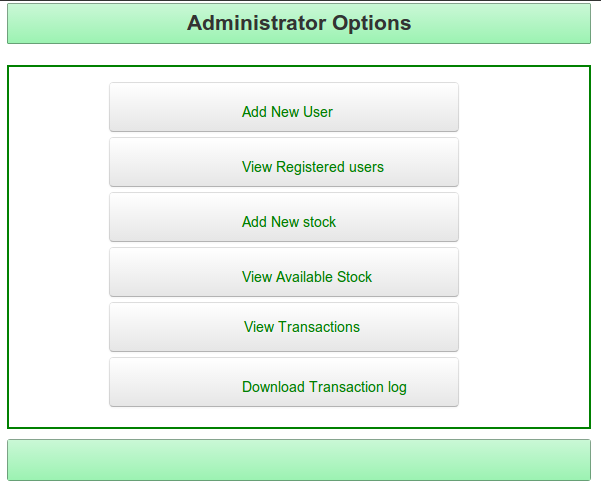 Administrator Options
Add New User
View Registered users
Add New stock
View Available Stock
View Transactions
Download Transaction log